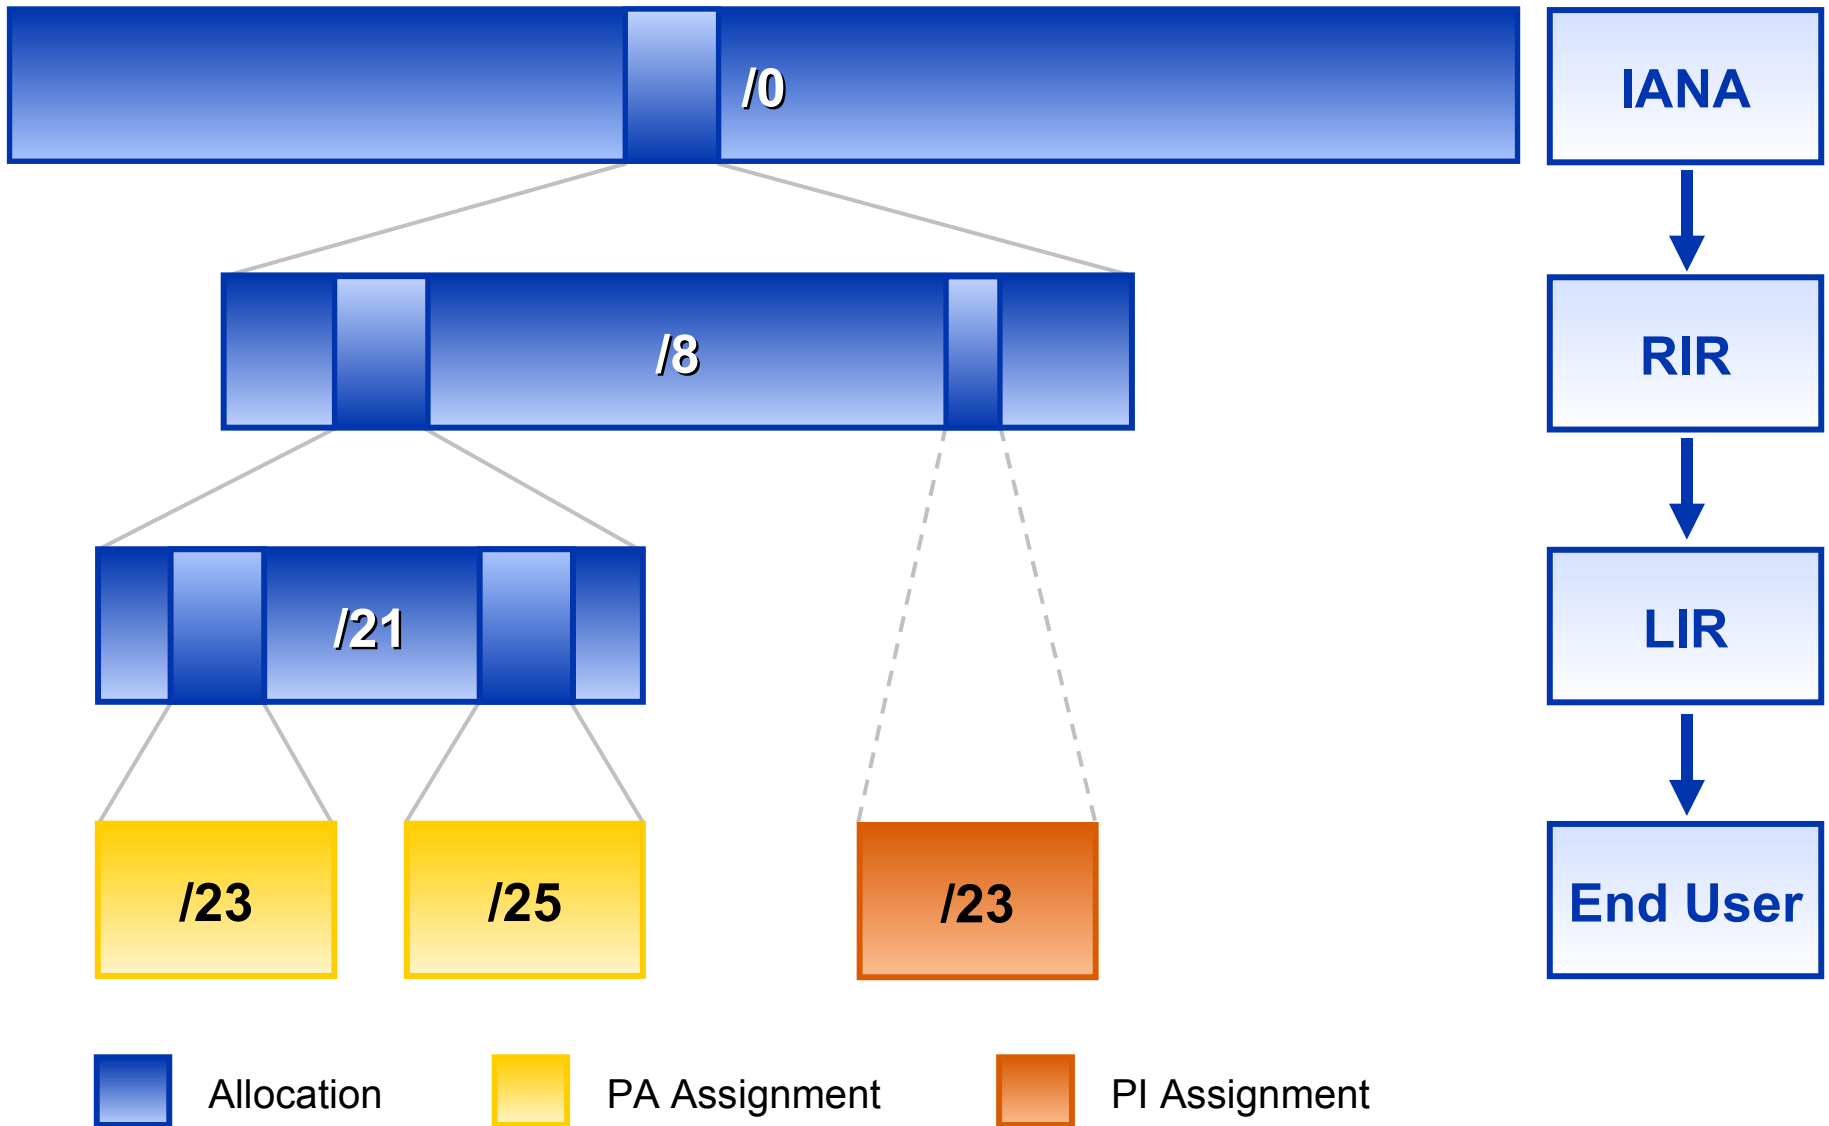 /0
IANA
/8
RIR
/21
LIR
/23
/25
/23
End User
Allocation
PA Assignment
PI Assignment